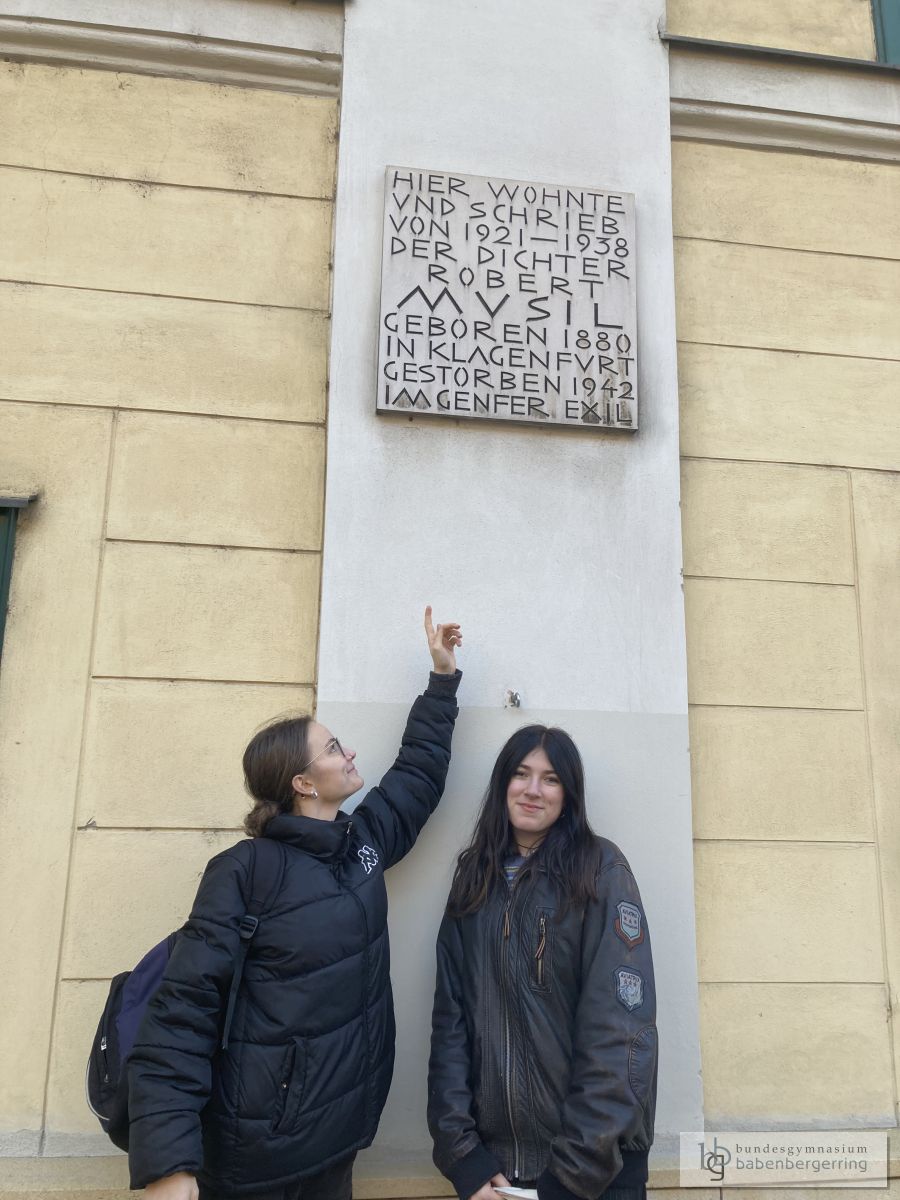 HIER WOHNTE
VND SCHRIEB
VON 1921—1938
DER DICHTER
ROBERT
MVSIL
GEBOREN 1880
IN KLAGENFVRT
GESTORBEN 1942
IM GENFER EXIL
bg bundesgymnasium
babenbergerring